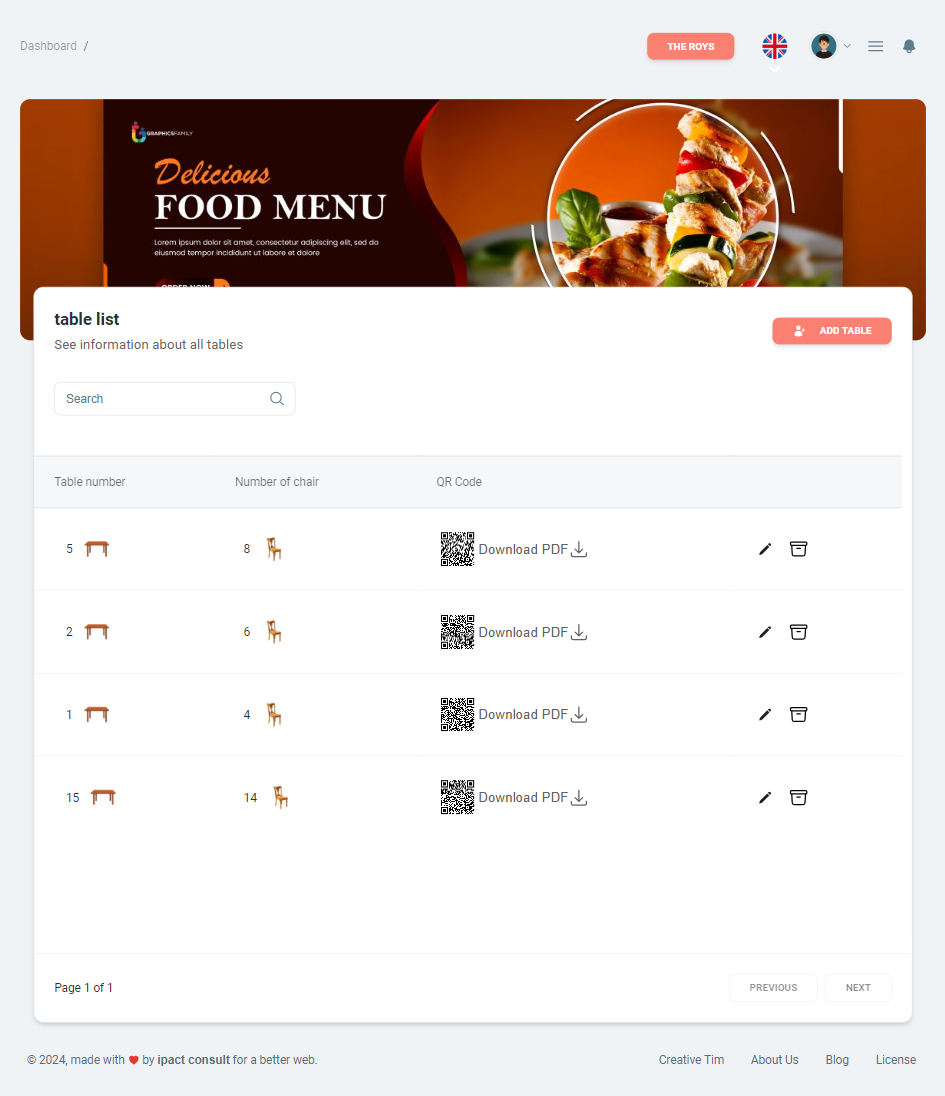 Dashboard /
THE ROYS
GRAPHICSFAMILY
Delicious
FOOD MENU
Lorem ipsum dolor sit amet, consectetur adipiscing elit, sed do
eiusmod tempor incididunt ut labore et dolore
ORDER NOW
table list
See information about all tables
ADD TABLE
Search
Table number Number of chair QR Code
5 8 Download PDF
2 6 Download PDF
1 4 Download PDF
15 14 Download PDF
Page 1 of 1
PREVIOUS NEXT
© 2024, made with ❤ by ipact consult for a better web.
Creative Tim About Us Blog License